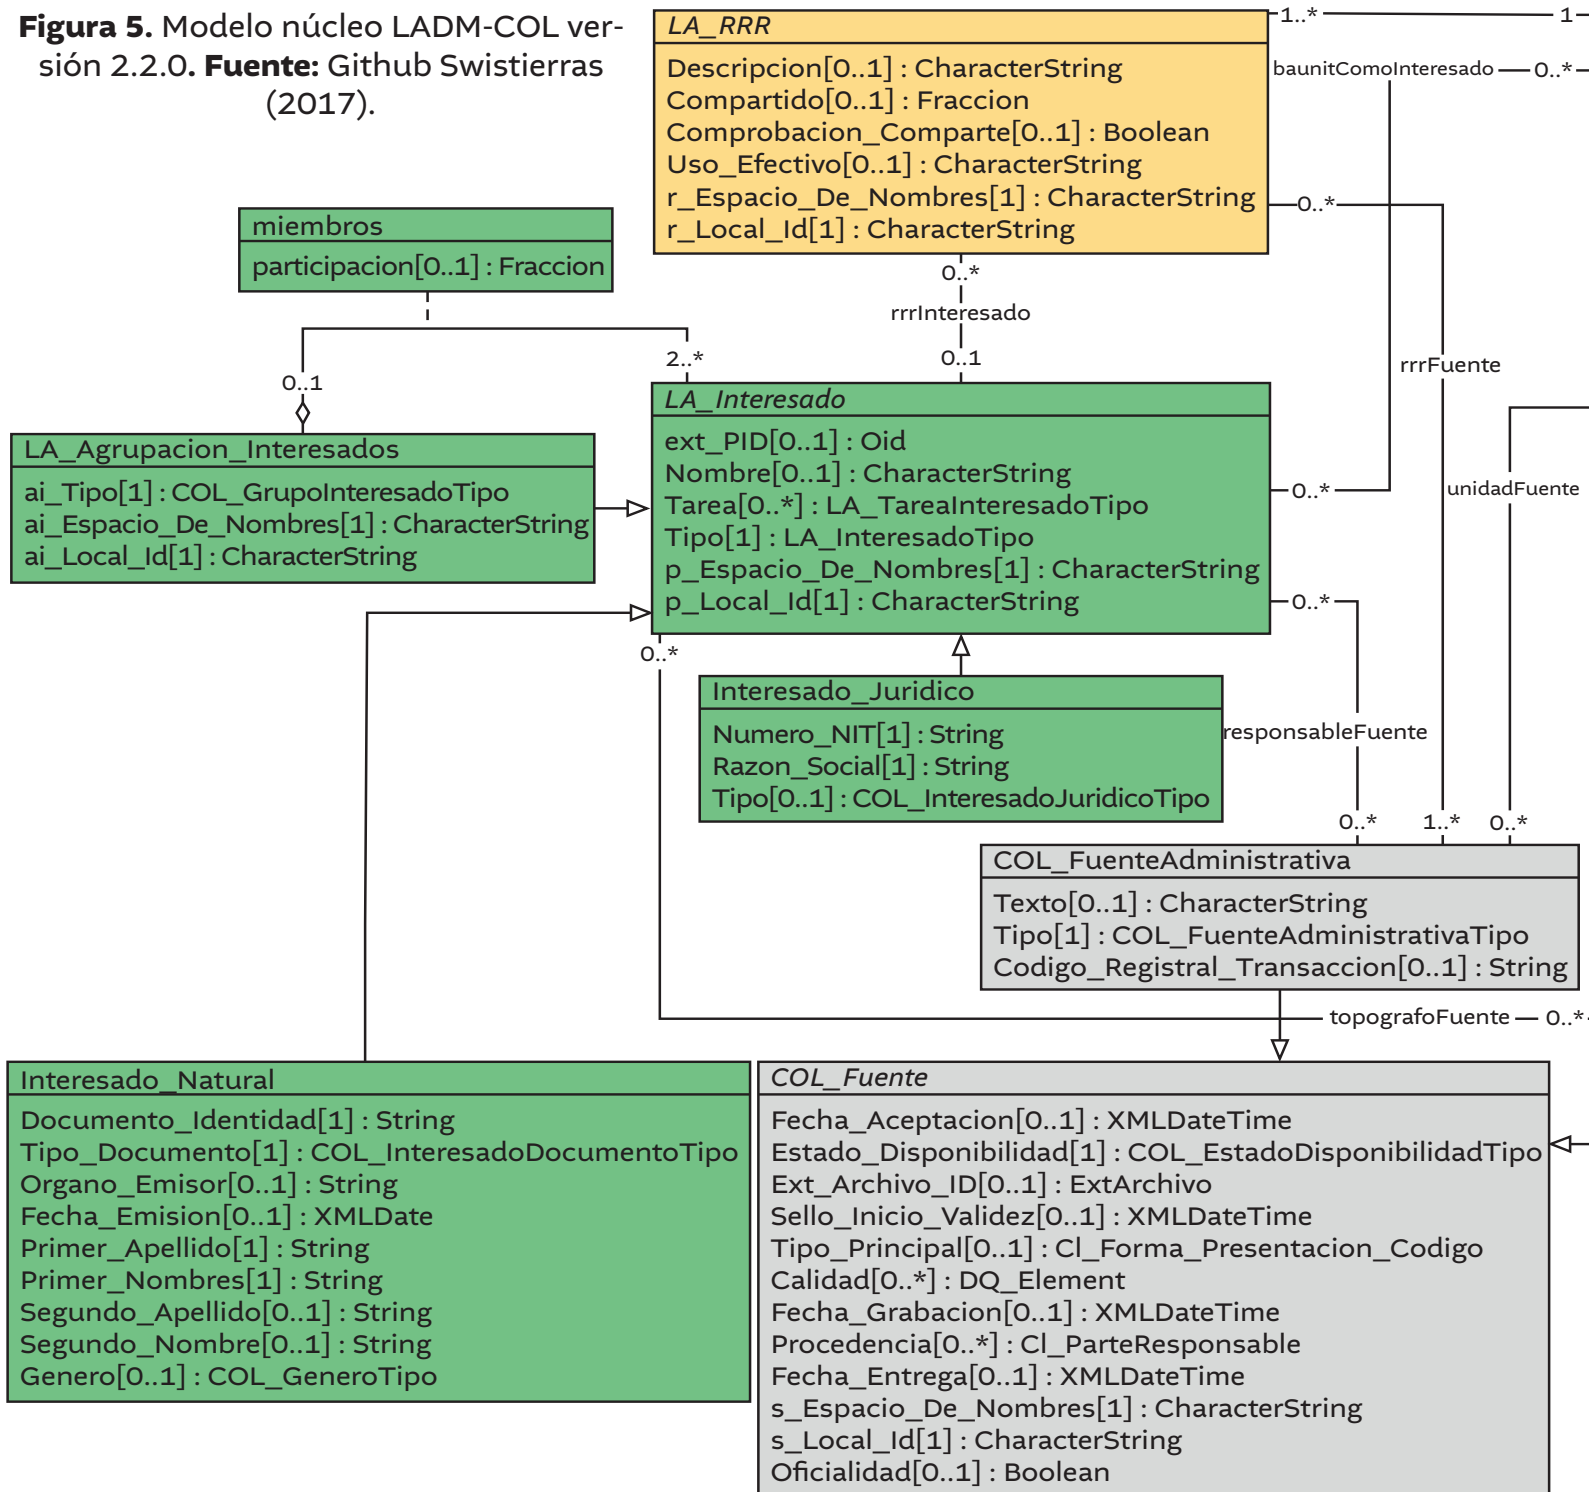 Figura 5. Modelo núcleo LADM-COL ver-
sión 2.2.0. Fuente: Github Swistierras
(2017).
LA_RRR
Descripcion[0..1] : CharacterString
Compartido[0..1] : Fraccion
Comprobacion_Comparte[0..1] : Boolean
Uso_Efectivo[0..1] : CharacterString
r_Espacio_De_Nombres[1] : CharacterString
r_Local_Id[1] : CharacterString
1..*
1
baunitComoInteresado
0..*
0..*
miembros
participacion[0..1] : Fraccion
0..*
rrrInteresado
0..1
2..*
0..1
rrrFuente
LA_Agrupacion_Interesados
ai_Tipo[1] : COL_GrupoInteresadoTipo
ai_Espacio_De_Nombres[1] : CharacterString
ai_Local_Id[1] : CharacterString
LA_Interesado
ext_PID[0..1] : Oid
Nombre[0..1] : CharacterString
Tarea[0..*] : LA_TareaInteresadoTipo
Tipo[1] : LA_InteresadoTipo
p_Espacio_De_Nombres[1] : CharacterString
p_Local_Id[1] : CharacterString
0..*
unidadFuente
0..*
0..*
Interesado_Juridico
Numero_NIT[1] : String
Razon_Social[1] : String
Tipo[0..1] : COL_InteresadoJuridicoTipo
responsableFuente
0..*
1..*
0..*
COL_FuenteAdministrativa
Texto[0..1] : CharacterString
Tipo[1] : COL_FuenteAdministrativaTipo
Codigo_Registral_Transaccion[0..1] : String
topografoFuente
0..*
Interesado_Natural
Documento_Identidad[1] : String
Tipo_Documento[1] : COL_InteresadoDocumentoTipo
Organo_Emisor[0..1] : String
Fecha_Emision[0..1] : XMLDate
Primer_Apellido[1] : String
Primer_Nombres[1] : String
Segundo_Apellido[0..1] : String
Segundo_Nombre[0..1] : String
Genero[0..1] : COL_GeneroTipo
COL_Fuente
Fecha_Aceptacion[0..1] : XMLDateTime
Estado_Disponibilidad[1] : COL_EstadoDisponibilidadTipo
Ext_Archivo_ID[0..1] : ExtArchivo
Sello_Inicio_Validez[0..1] : XMLDateTime
Tipo_Principal[0..1] : Cl_Forma_Presentacion_Codigo
Calidad[0..*] : DQ_Element
Fecha_Grabacion[0..1] : XMLDateTime
Procedencia[0..*] : Cl_ParteResponsable
Fecha_Entrega[0..1] : XMLDateTime
s_Espacio_De_Nombres[1] : CharacterString
s_Local_Id[1] : CharacterString
Oficialidad[0..1] : Boolean